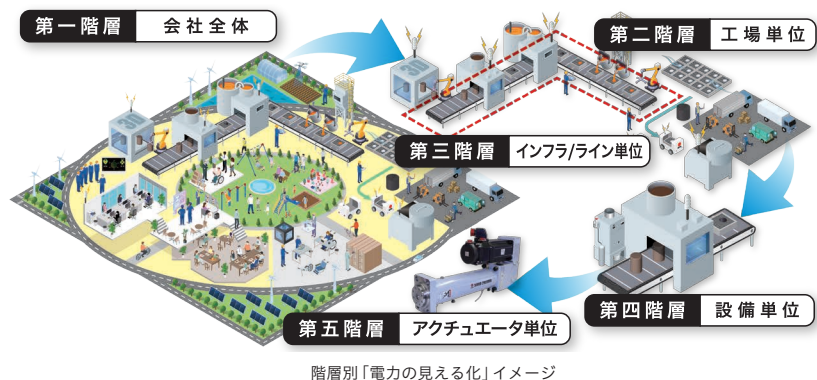 第一階層 会社全体
第二階層 工場単位
第三階層 インフラ/ライン単位
第四階層 設備単位
第五階層 アクチュエータ単位
階層別「電力の見える化」イメージ